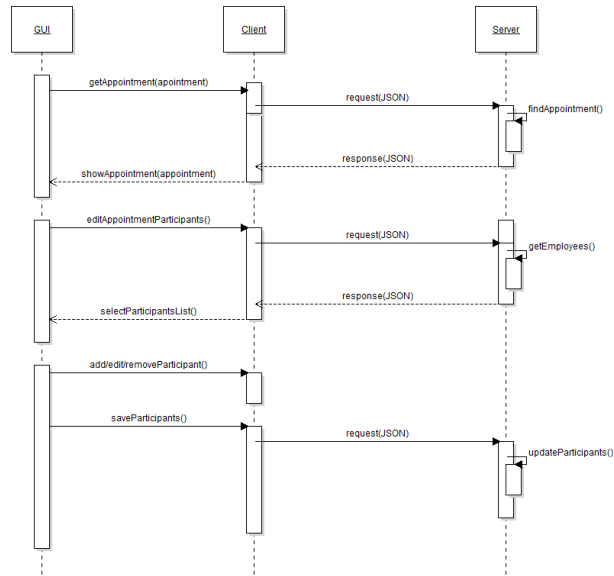 GUI
Client
Server
getAppointment(apointment)
request(JSON)
findAppointment()
response(JSON)
showAppointment(appointment)
editAppointmentParticipants()
request(JSON)
getEmployees()
response(JSON)
selectParticipantsList()
add/edit/removeParticipant()
saveParticipants()
request(JSON)
updateParticipants()